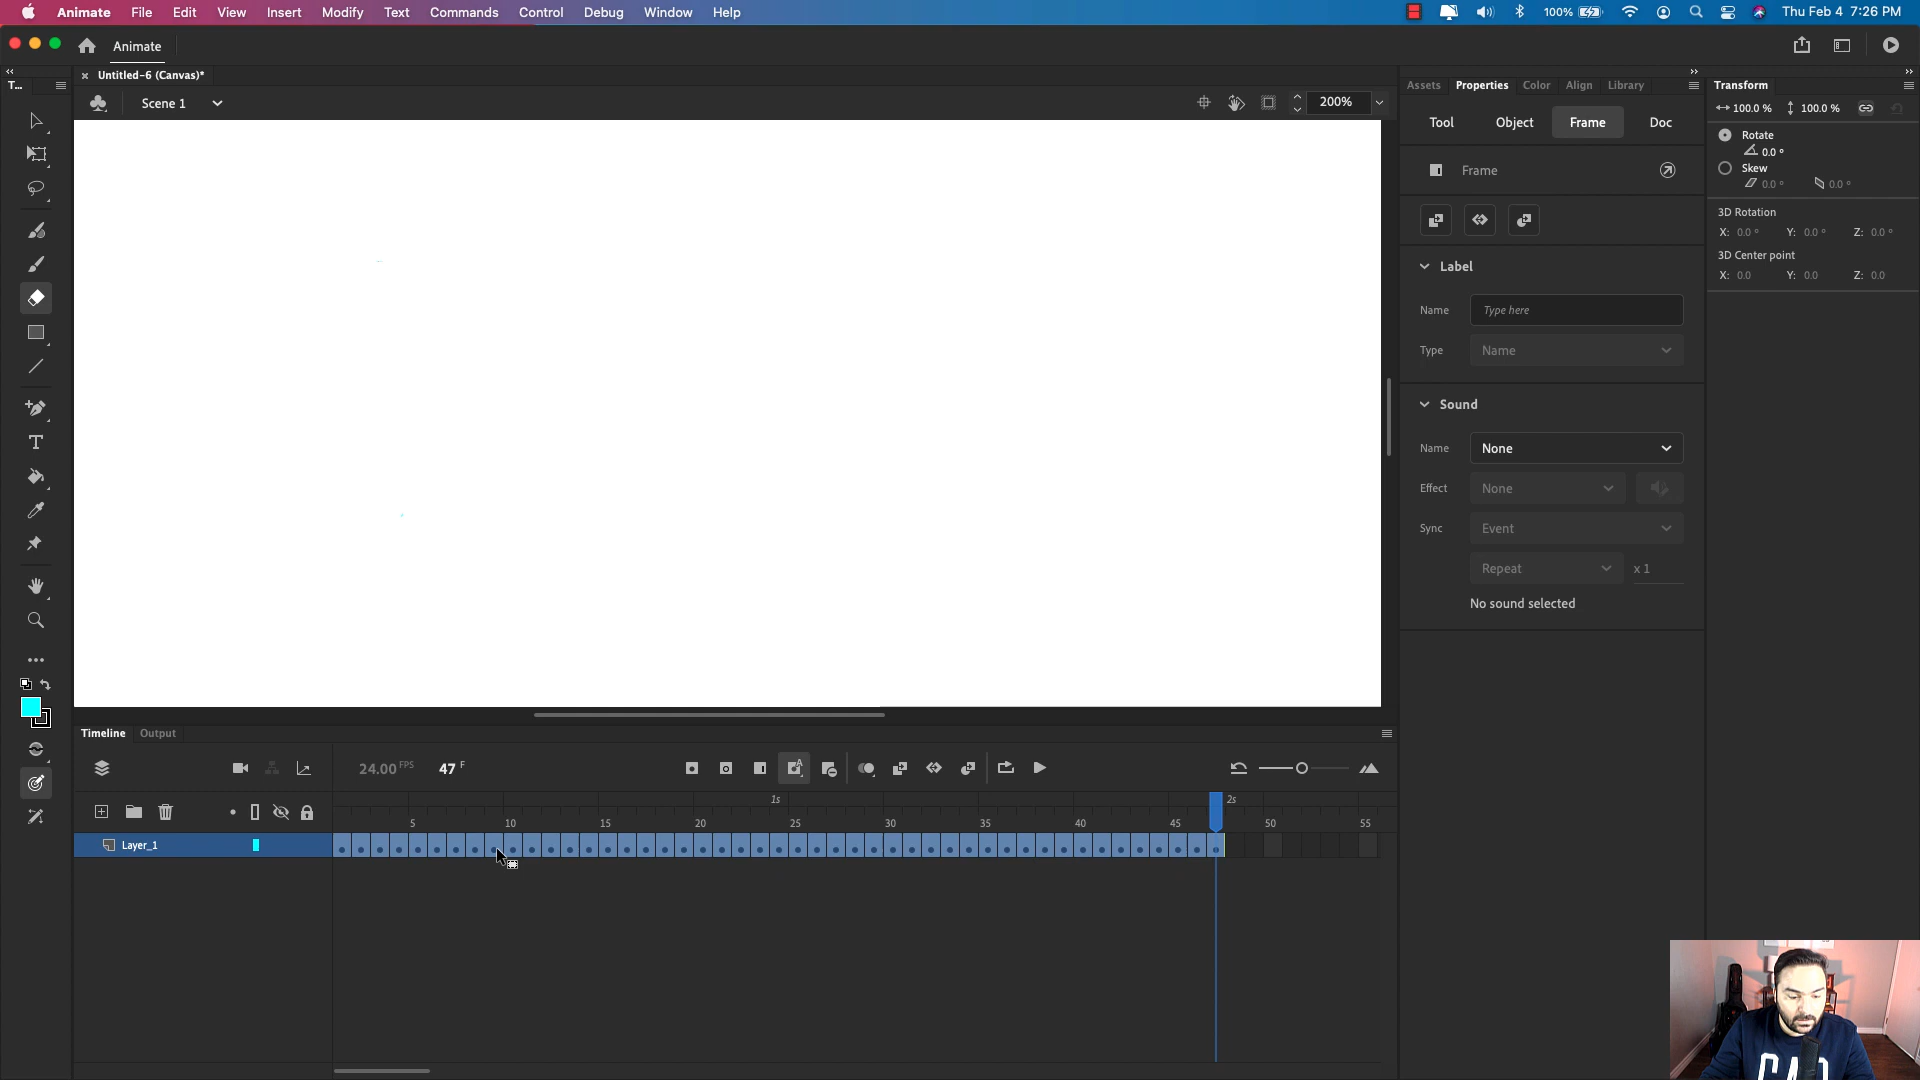 Animate File Edit View Insert Modify Text Commands Control Debug Window Help 100% Thu Feb 4 7:26 PM
Animate
T...
Untitled-6 (Canvas)*
Scene 1
200%
Assets Properties Color Align Library
Tool Object Frame Doc
Frame
Label
Name Type here
Type Name
Sound
Name None
Effect None
Sync Event
Repeat x 1
No sound selected
Transform
100.0 % 100.0 %
Rotate
0.0 °
Skew
0.0 ° 0.0 °
3D Rotation
X: 0.0 ° Y: 0.0 ° Z: 0.0 °
3D Center point
X: 0.0 Y: 0.0 Z: 0.0
Timeline Output
24.00 FPS 47 F
1s 2s
5 10 15 20 25 30 35 40 45 50 55
Layer_1
GAP